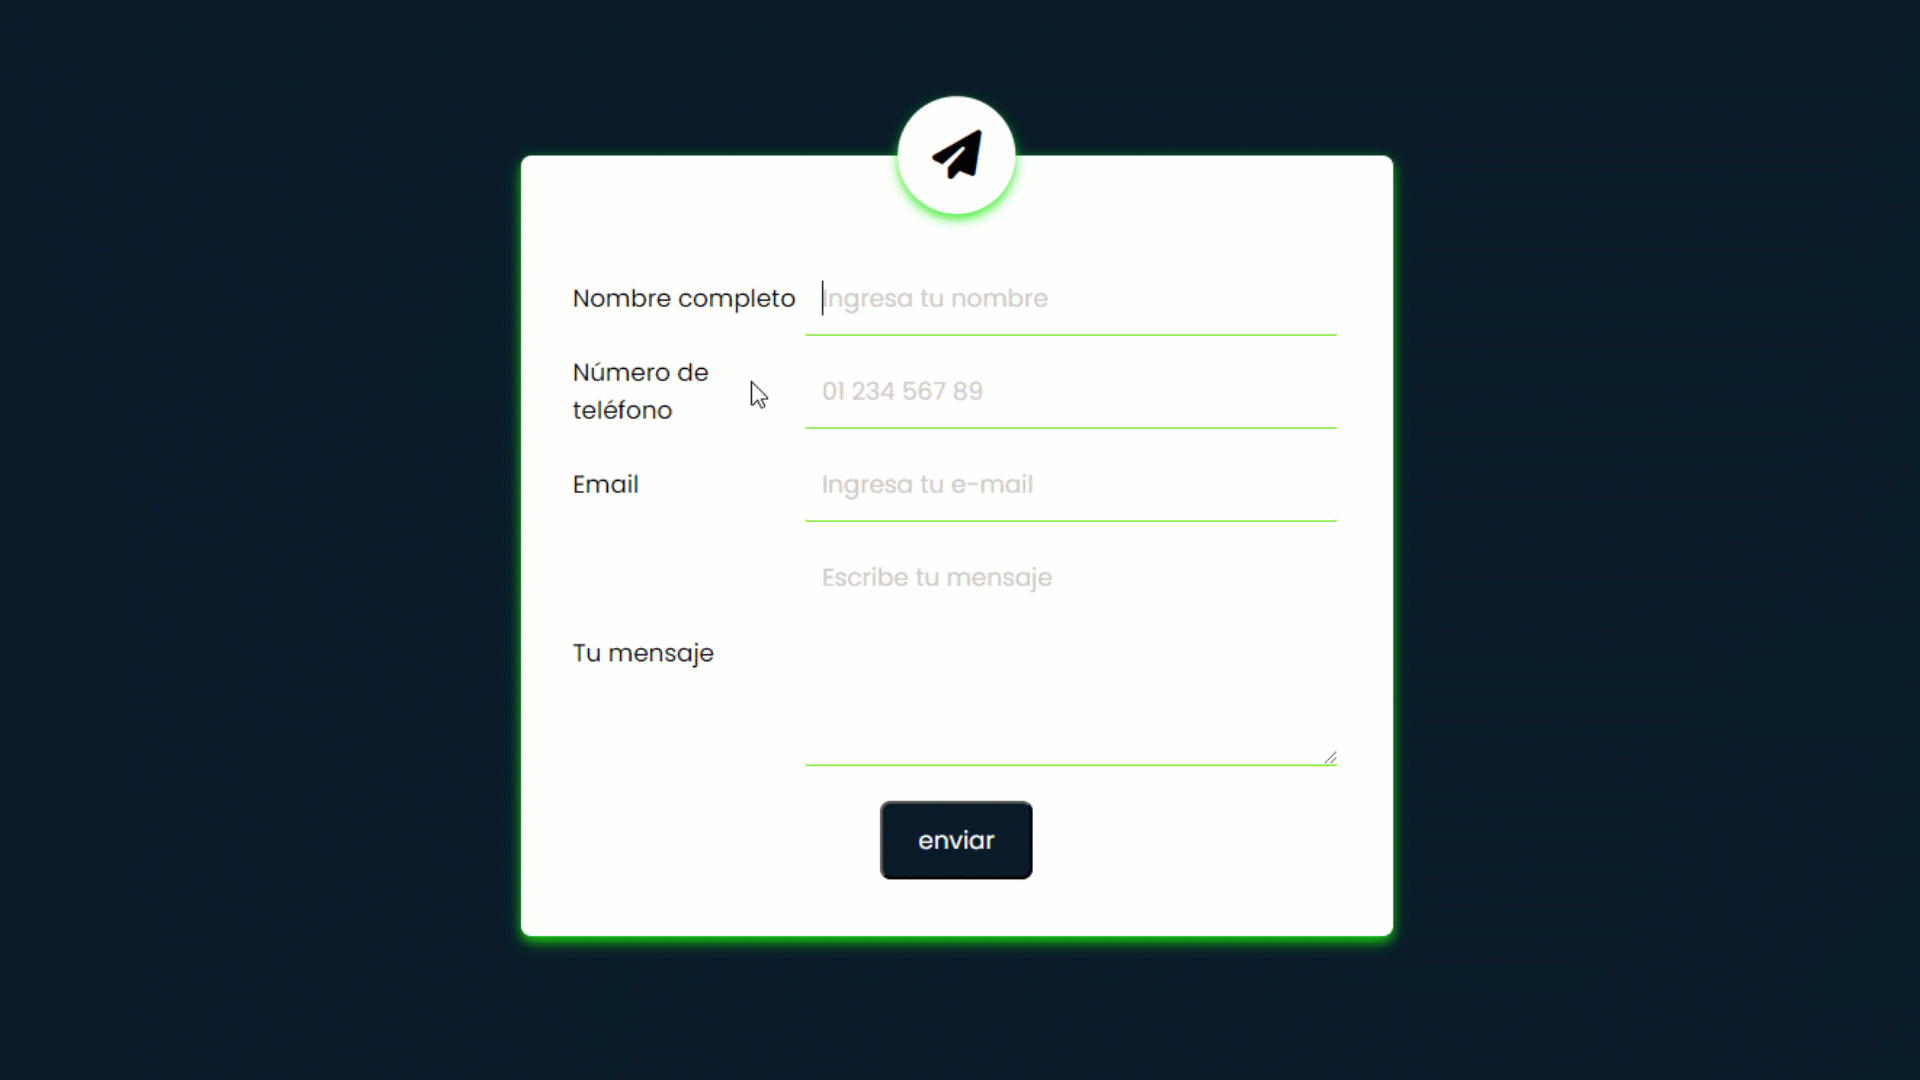 Nombre completo
Ingresa tu nombre
Número de
teléfono
01 234 567 89
Email
Ingresa tu e-mail
Tu mensaje
Escribe tu mensaje
enviar